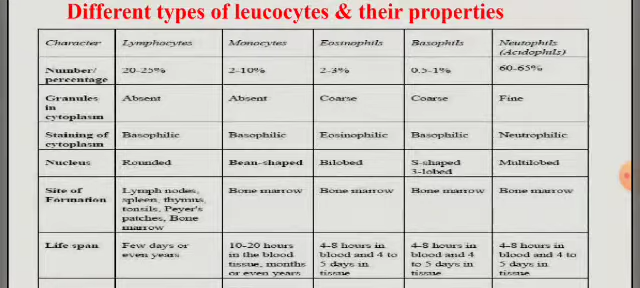 Different types of leucocytes & their properties
Character Lymphocytes Monocytes Eosinophils Basophils Neutophils (Acidophils)
Number/ percentage 20-25% 2-10% 2-3% 0.5-1% 60-65%
Granules in cytoplasm Absent Absent Coarse Coarse Fine
Staining of cytoplasm Basophilic Basophilic Eosinophilic Basophilic Neutrophilic
Nucleus Rounded Bean-shaped Bilobed S-shaped 3-lobed Multilobed
Site of Formation Lymph nodes, spleen, thymus, tonsils, Peyer's patches, Bone marrow Bone marrow Bone marrow Bone marrow Bone marrow
Life span Few days or even years 10-20 hours in the blood tissue, months or even years 4-8 hours in blood and 4 to 5 days in tissue 4-8 hours in blood and 4 to 5 days in tissue 4-8 hours in blood and 4 to 5 days in tissue